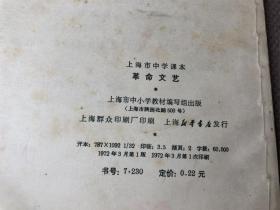 上海市中学课本
革命文艺
上海市中小学教材编写组出版
(上海市陕西北路500号)
上海群众印刷厂印刷 上海新华书店发行
开本:787×1092 1/32 印张:3.5 插页:2 字数:60,000
1972年3月第1版 1972年3月第1次印刷
书号:7·230 定价:0.22元